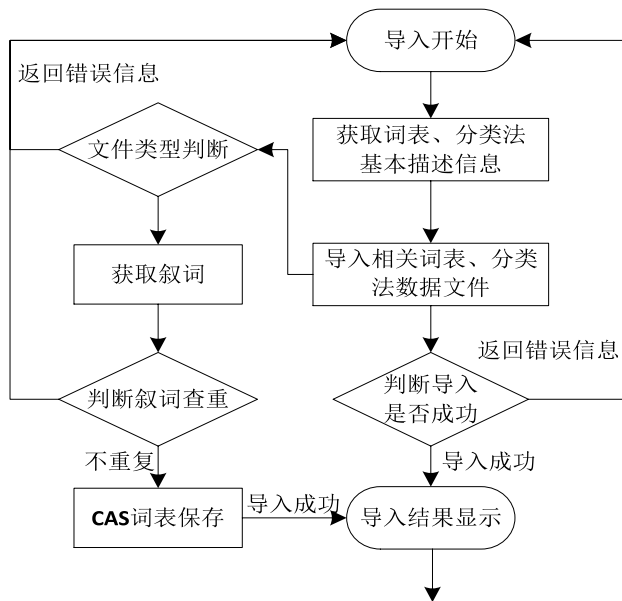 导入开始
返回错误信息
获取词表、分类法
基本描述信息
文件类型判断
获取叙词
导入相关词表、分类
法数据文件
返回错误信息
判断叙词查重
判断导入
是否成功
不重复
导入成功
CAS词表保存
导入成功
导入结果显示